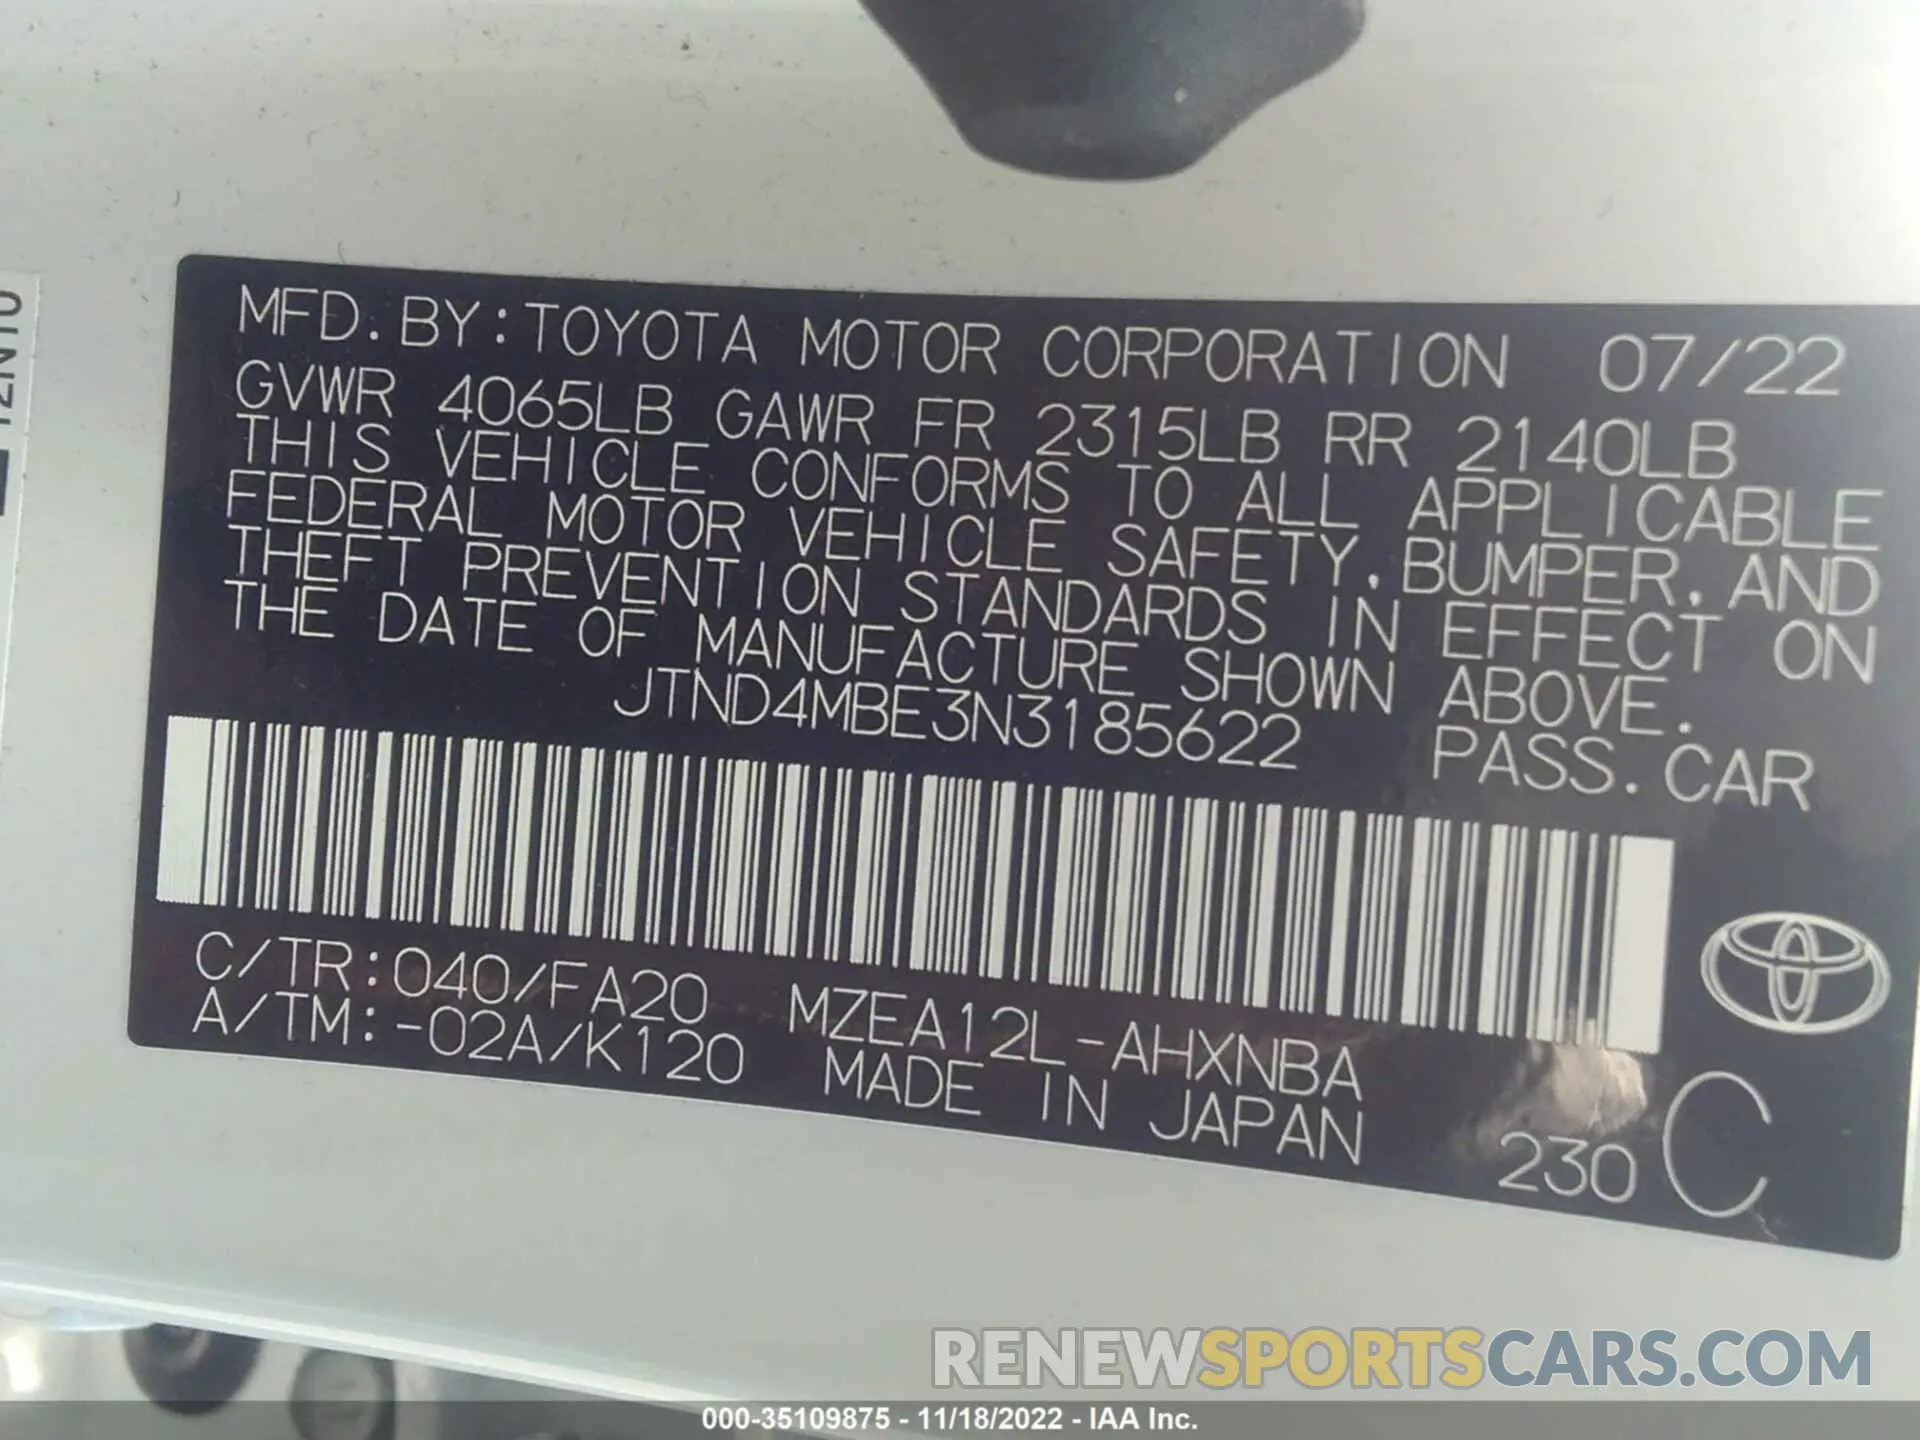 MFD. BY: TOYOTA MOTOR CORPORATION 07/22
GVWR 4065LB GAWR FR 2315LB RR 2140LB
THIS VEHICLE CONFORMS TO ALL APPLICABLE
FEDERAL MOTOR VEHICLE SAFETY, BUMPER, AND
THEFT PREVENTION STANDARDS IN EFFECT ON
THE DATE OF MANUFACTURE SHOWN ABOVE.
JTND4MBE3N3185622 PASS. CAR
C/TR:040/FA20 MZEA12L-AHXNBA
A/TM:-02A/K120 MADE IN JAPAN
230 C
RENEWSPORTSCARS.COM
000-35109875 - 11/18/2022 - IAA Inc.